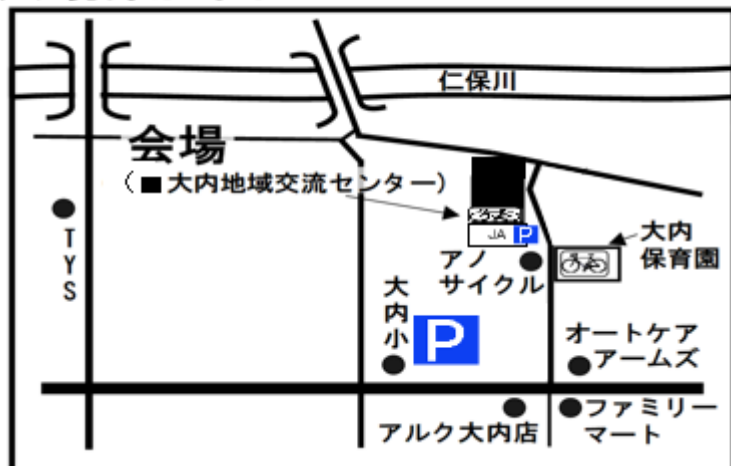 仁保川
会場
(■大内地域交流センター)
TYS
JA P
大内
保育園
アノ
サイクル
大内小
P
オートケア
アームズ
アルク大内店
ファミリー
マート